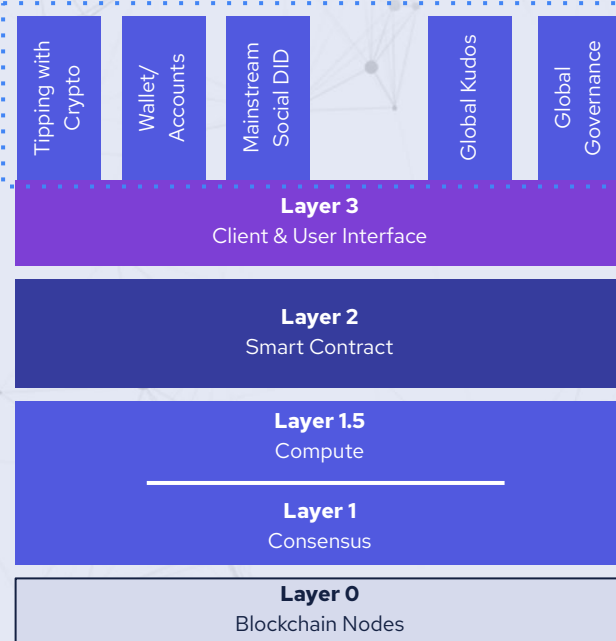 Tipping with
Crypto
Wallet/
Accounts
Mainstream
Social DID
Global Kudos
Global
Governance
Layer 3
Client & User Interface
Layer 2
Smart Contract
Layer 1.5
Compute
Layer 1
Consensus
Layer 0
Blockchain Nodes